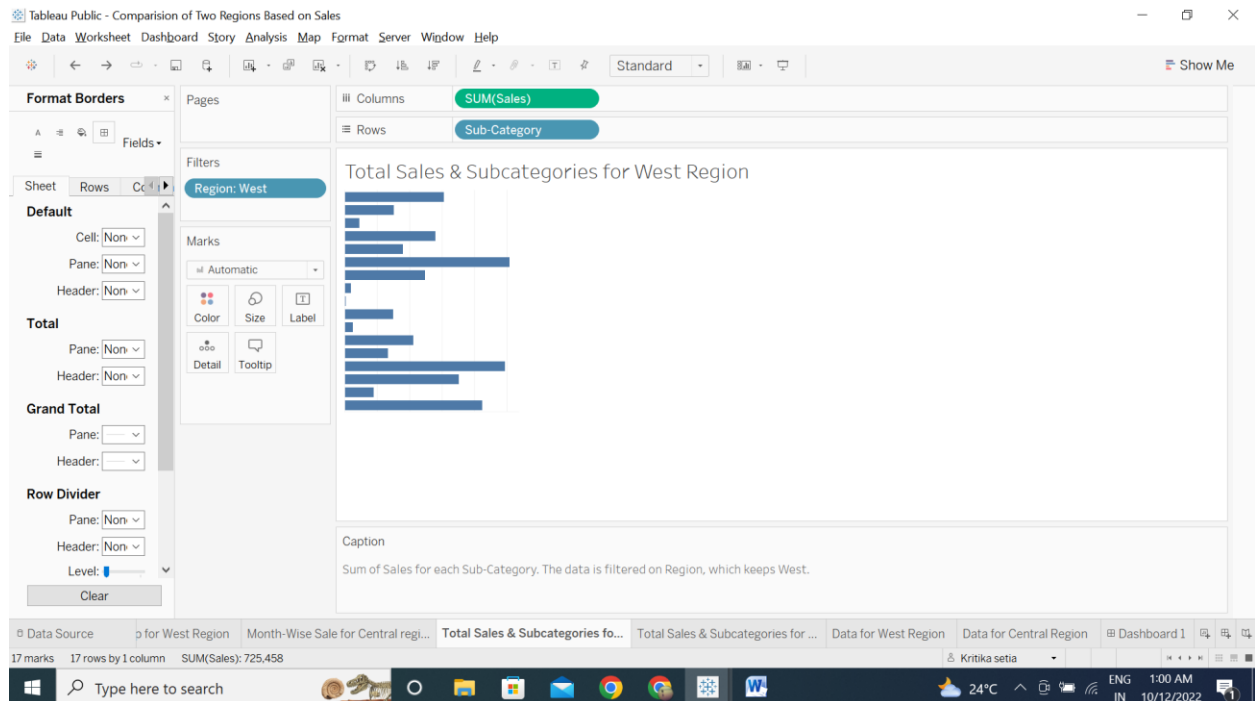 Tableau Public - Comparision of Two Regions Based on Sales
File Data Worksheet Dashboard Story Analysis Map Format Server Window Help
Standard
Show Me
Format Borders
Fields
Sheet Rows
Default
Cell: Non
Pane: Non
Header: Non
Total
Pane: Non
Header: Non
Grand Total
Pane:
Header:
Row Divider
Pane: Non
Header: Non
Level:
Clear
Pages
Filters
Region: West
Marks
Automatic
Color Size Label
Detail Tooltip
Columns SUM(Sales)
Rows Sub-Category
Total Sales & Subcategories for West Region
Caption
Sum of Sales for each Sub-Category. The data is filtered on Region, which keeps West.
Data Source for West Region Month-Wise Sale for Central regi... Total Sales & Subcategories fo... Total Sales & Subcategories for ... Data for West Region Data for Central Region Dashboard 1
17 marks 17 rows by 1 column SUM(Sales): 725,458 Kritika setia
Type here to search 24°C ENG IN 1:00 AM 10/12/2022 1